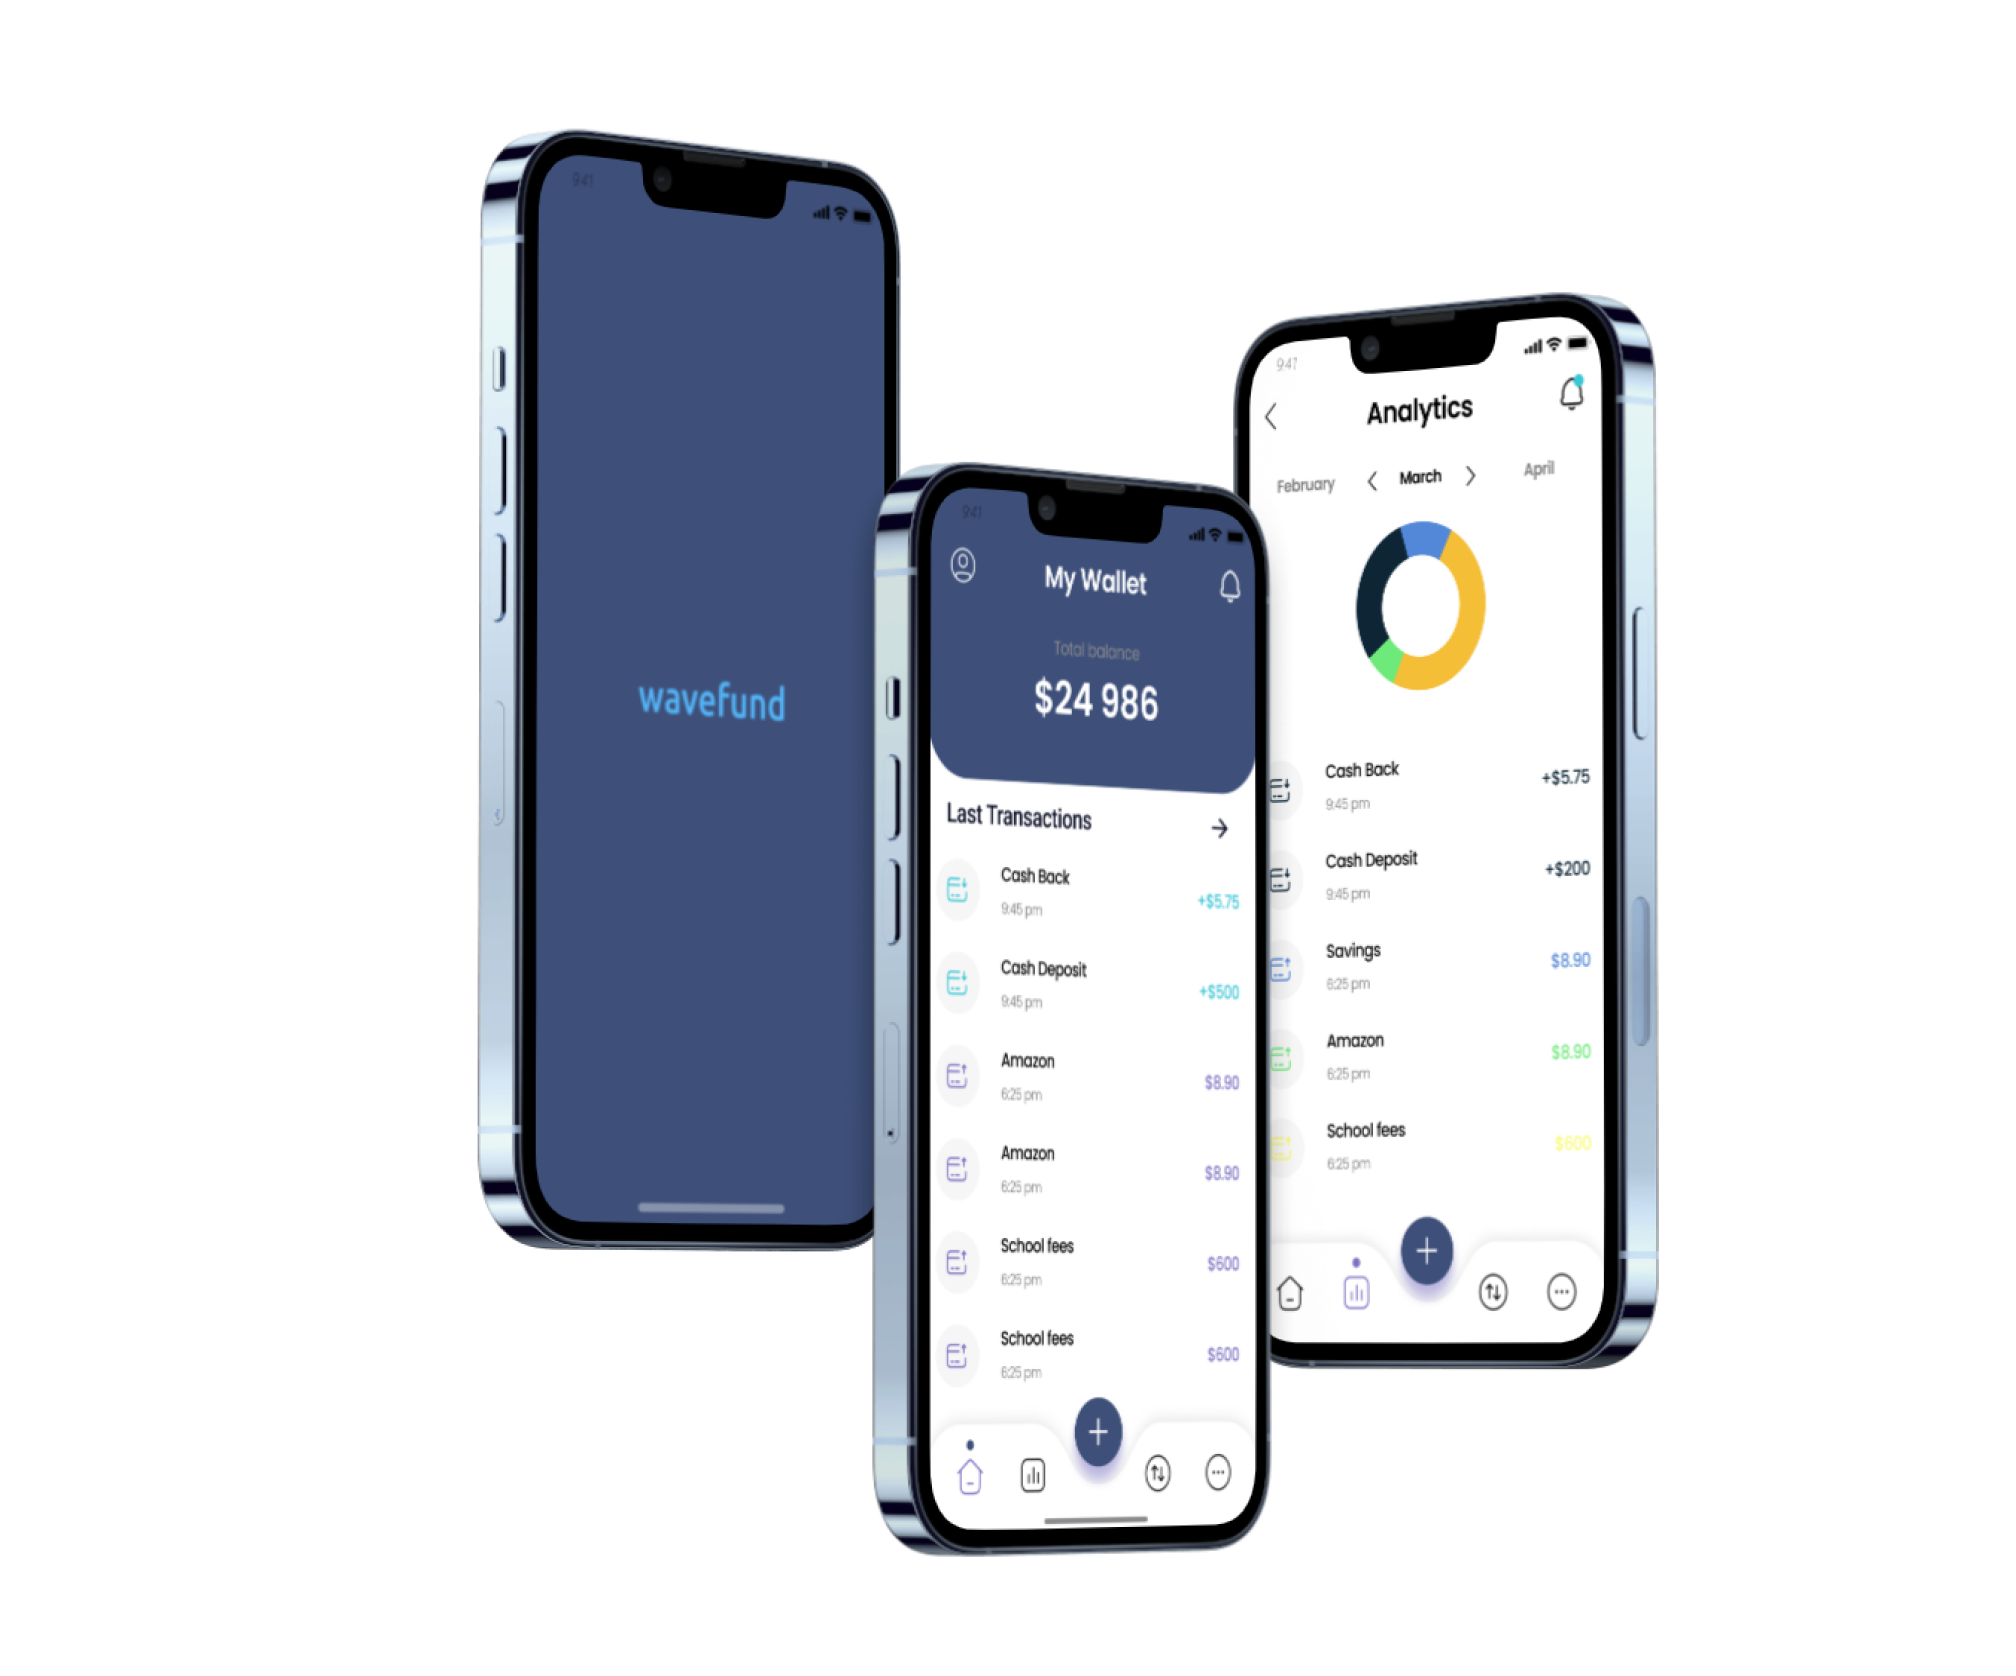 9:41
wavefund
9:41
My Wallet
Total balance
$24 986
Last Transactions
Cash Back
9:45 pm
+$5.75
Cash Deposit
9:45 pm
+$500
Amazon
6:25 pm
$8.90
Amazon
6:25 pm
$8.90
School fees
6:25 pm
$600
School fees
6:25 pm
$600
9:41
Analytics
February
March
April
Cash Back
9:45 pm
+$5.75
Cash Deposit
9:45 pm
+$200
Savings
6:25 pm
$8.90
Amazon
6:25 pm
$8.90
School fees
6:25 pm
$600